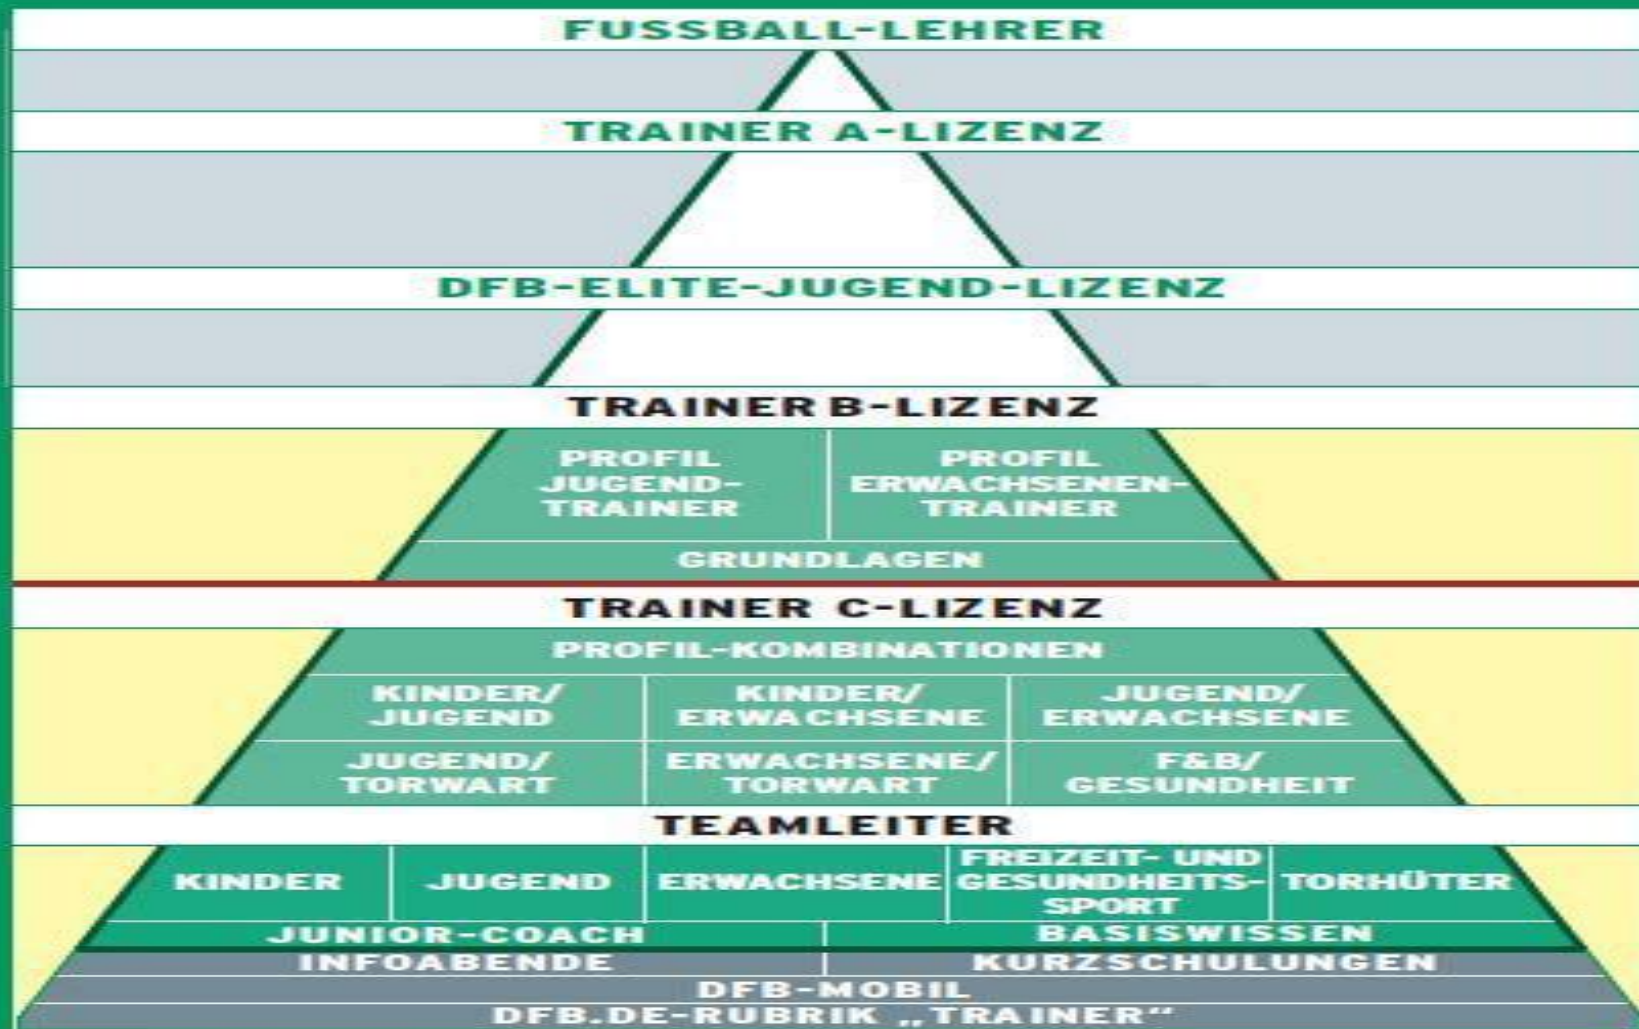 FUSSBALL-LEHRER
TRAINER A-LIZENZ
DFB-ELITE-JUGEND-LIZENZ
TRAINER B-LIZENZ
PROFIL
JUGEND-
TRAINER
PROFIL
ERWACHSENEN-
TRAINER
GRUNDLAGEN
TRAINER C-LIZENZ
PROFIL-KOMBINATIONEN
KINDER/
JUGEND
KINDER/
ERWACHSENE
JUGEND/
ERWACHSENE
JUGEND/
TORWART
ERWACHSENE/
TORWART
F&B/
GESUNDHEIT
TEAMLEITER
KINDER
JUGEND
ERWACHSENE
FREIZEIT- UND
GESUNDHEITS-
SPORT
TORHÜTER
JUNIOR-COACH
BASISWISSEN
INFOABENDE
KURZSCHULUNGEN
DFB-MOBIL
DFB.DE-RUBRIK „TRAINER“